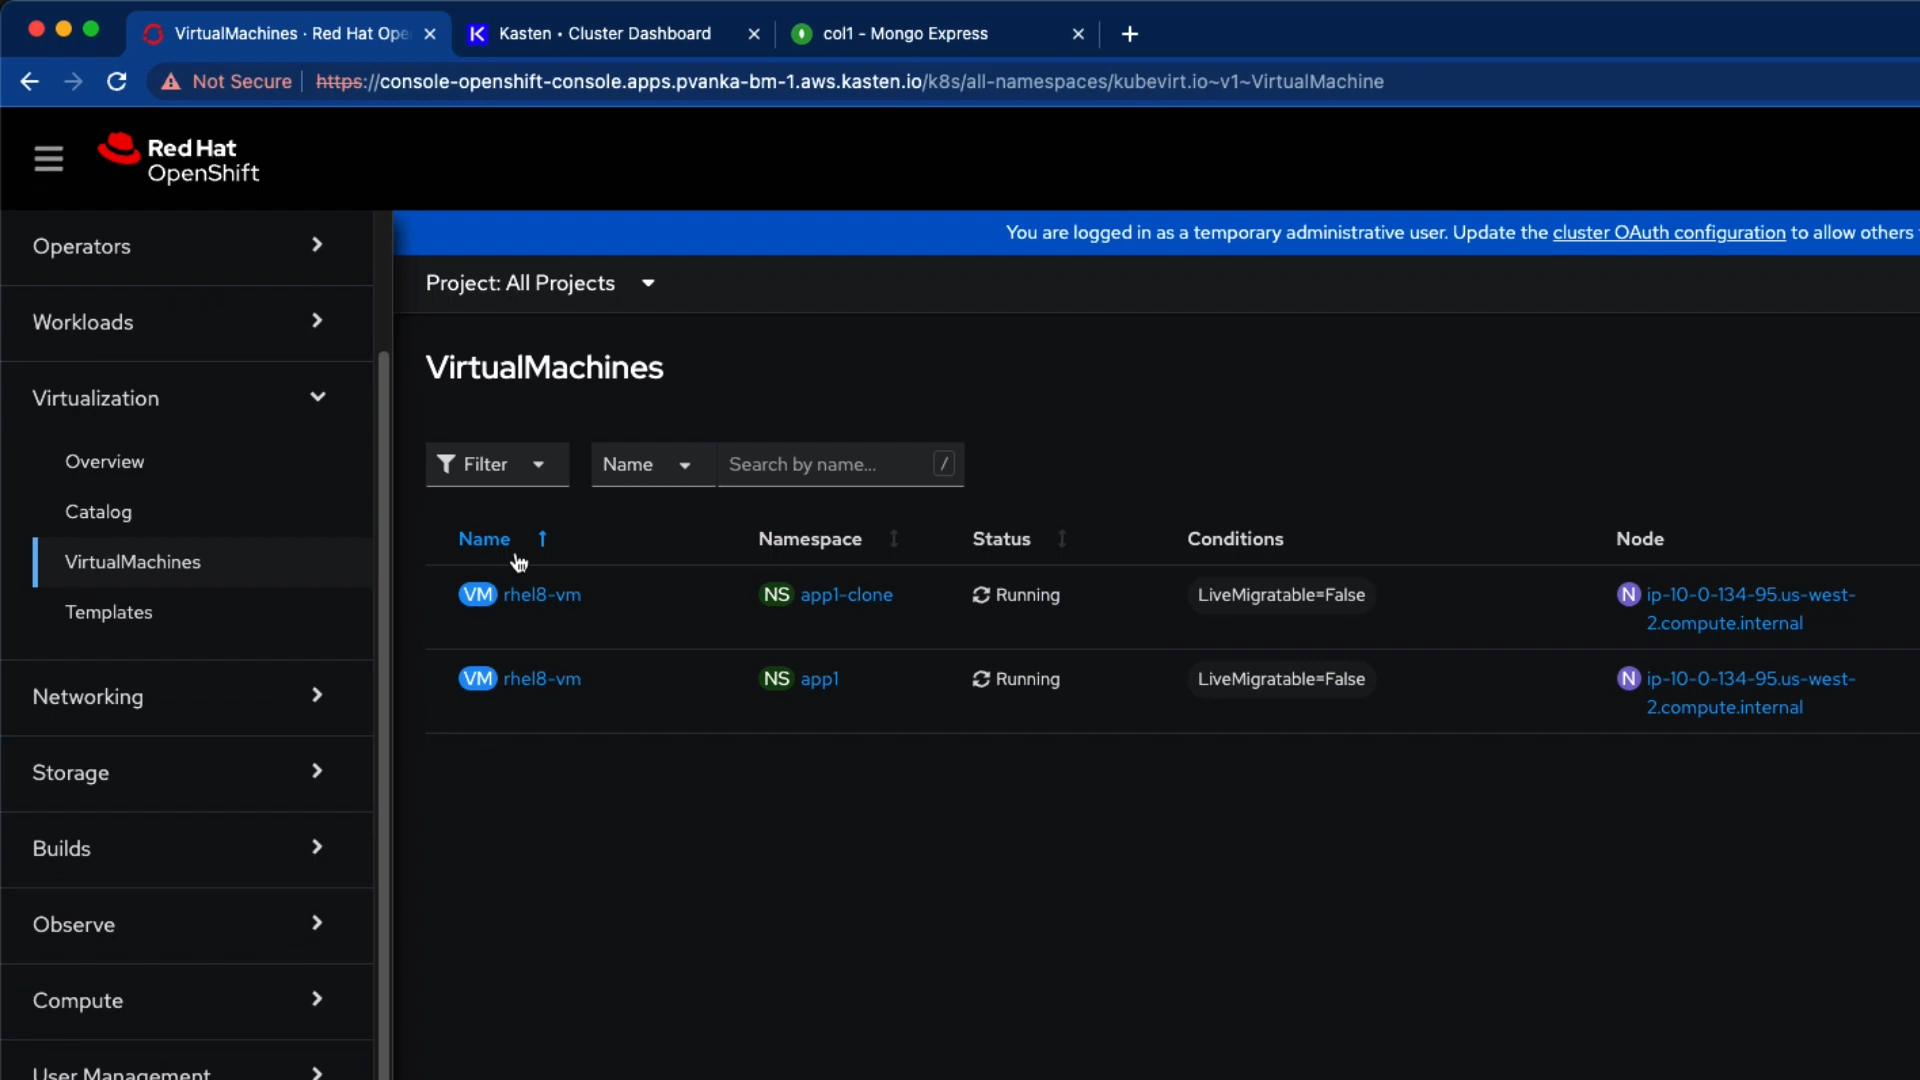 VirtualMachines · Red Hat Ope
Kasten • Cluster Dashboard
col1 - Mongo Express
Not Secure
https://console-openshift-console.apps.pvanka-bm-1.aws.kasten.io/k8s/all-namespaces/kubevirt.io~v1~VirtualMachine
Red Hat
OpenShift
You are logged in as a temporary administrative user. Update the cluster OAuth configuration to allow others
Operators
Workloads
Virtualization
Overview
Catalog
VirtualMachines
Templates
Networking
Storage
Builds
Observe
Compute
User Management
Project: All Projects
VirtualMachines
Filter
Name
Search by name...
/
Name Namespace Status Conditions Node
VM rhel8-vm NS app1-clone Running LiveMigratable=False N ip-10-0-134-95.us-west-
2.compute.internal
VM rhel8-vm NS app1 Running LiveMigratable=False N ip-10-0-134-95.us-west-
2.compute.internal